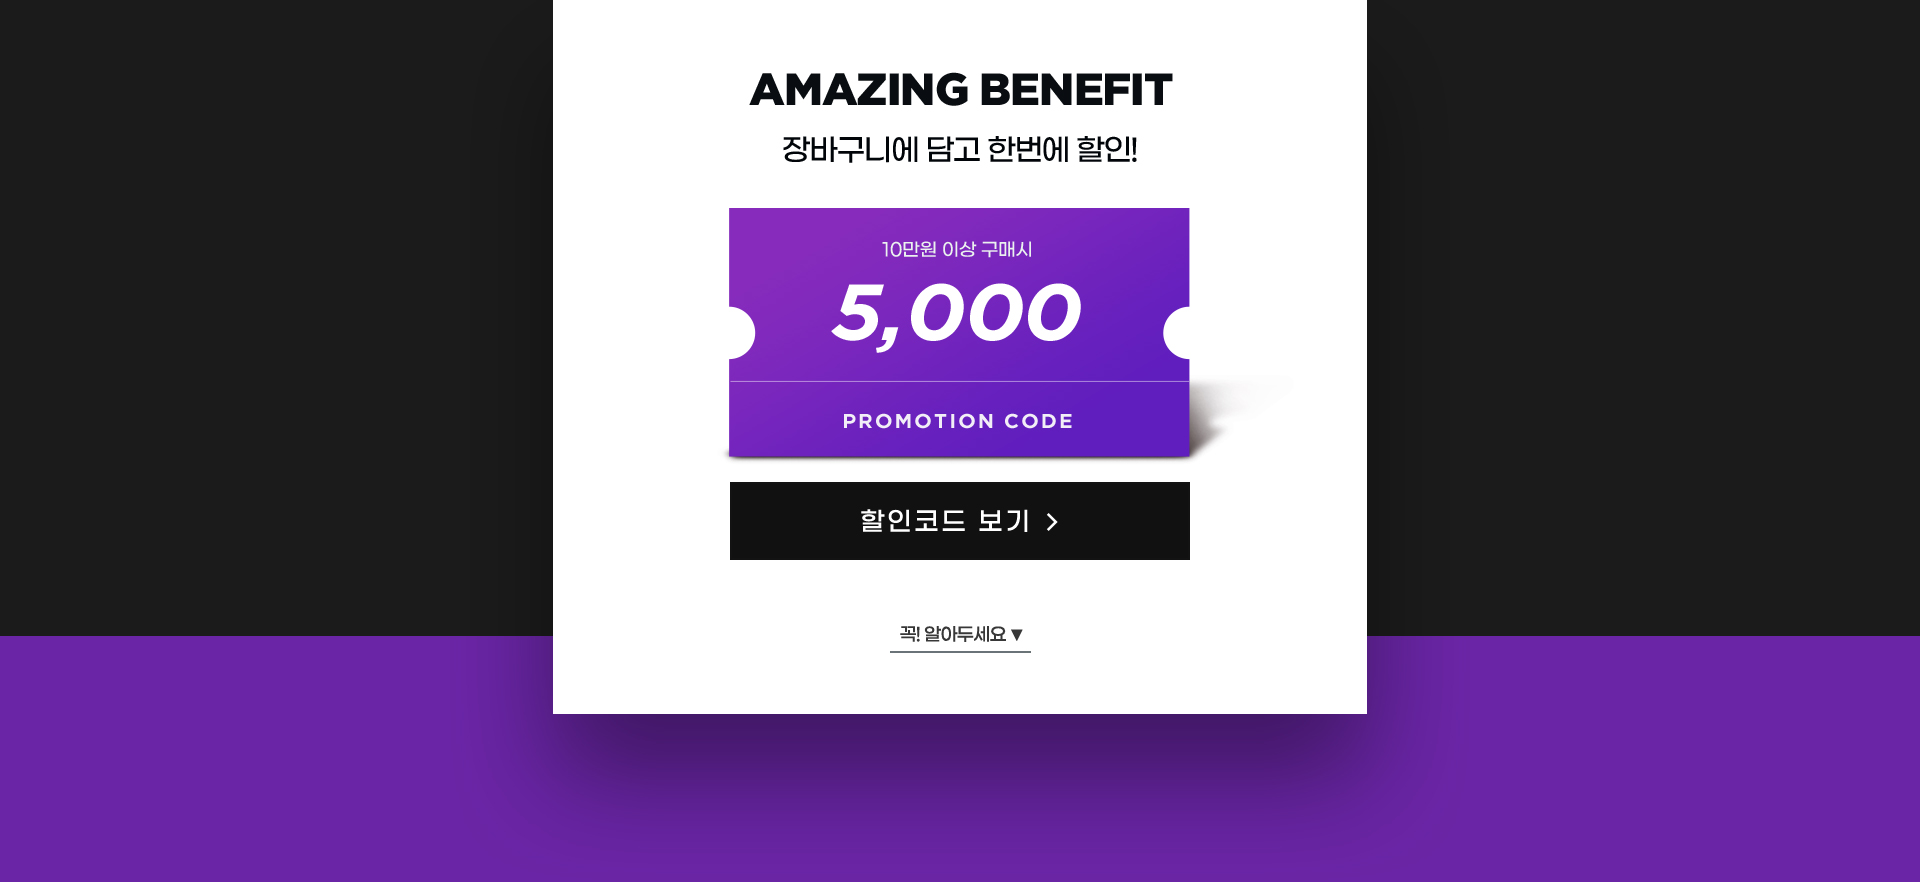 AMAZING BENEFIT
장바구니에 담고 한번에 할인!
10만원 이상 구매시
5,000
PROMOTION CODE
할인코드 보기 >
꼭! 알아두세요 ▼